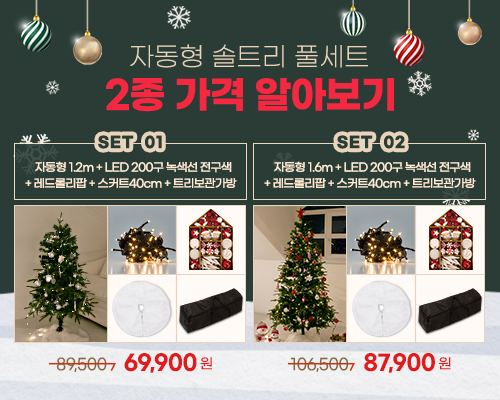 자동형 솔트리 풀세트
2종 가격 알아보기
SET 01
자동형 1.2m + LED 200구 녹색선 전구색
+ 레드롤리팝 + 스커트40cm + 트리보관가방
89,500 69,900 원
SET 02
자동형 1.6m + LED 200구 녹색선 전구색
+ 레드롤리팝 + 스커트40cm + 트리보관가방
106,500 87,900 원